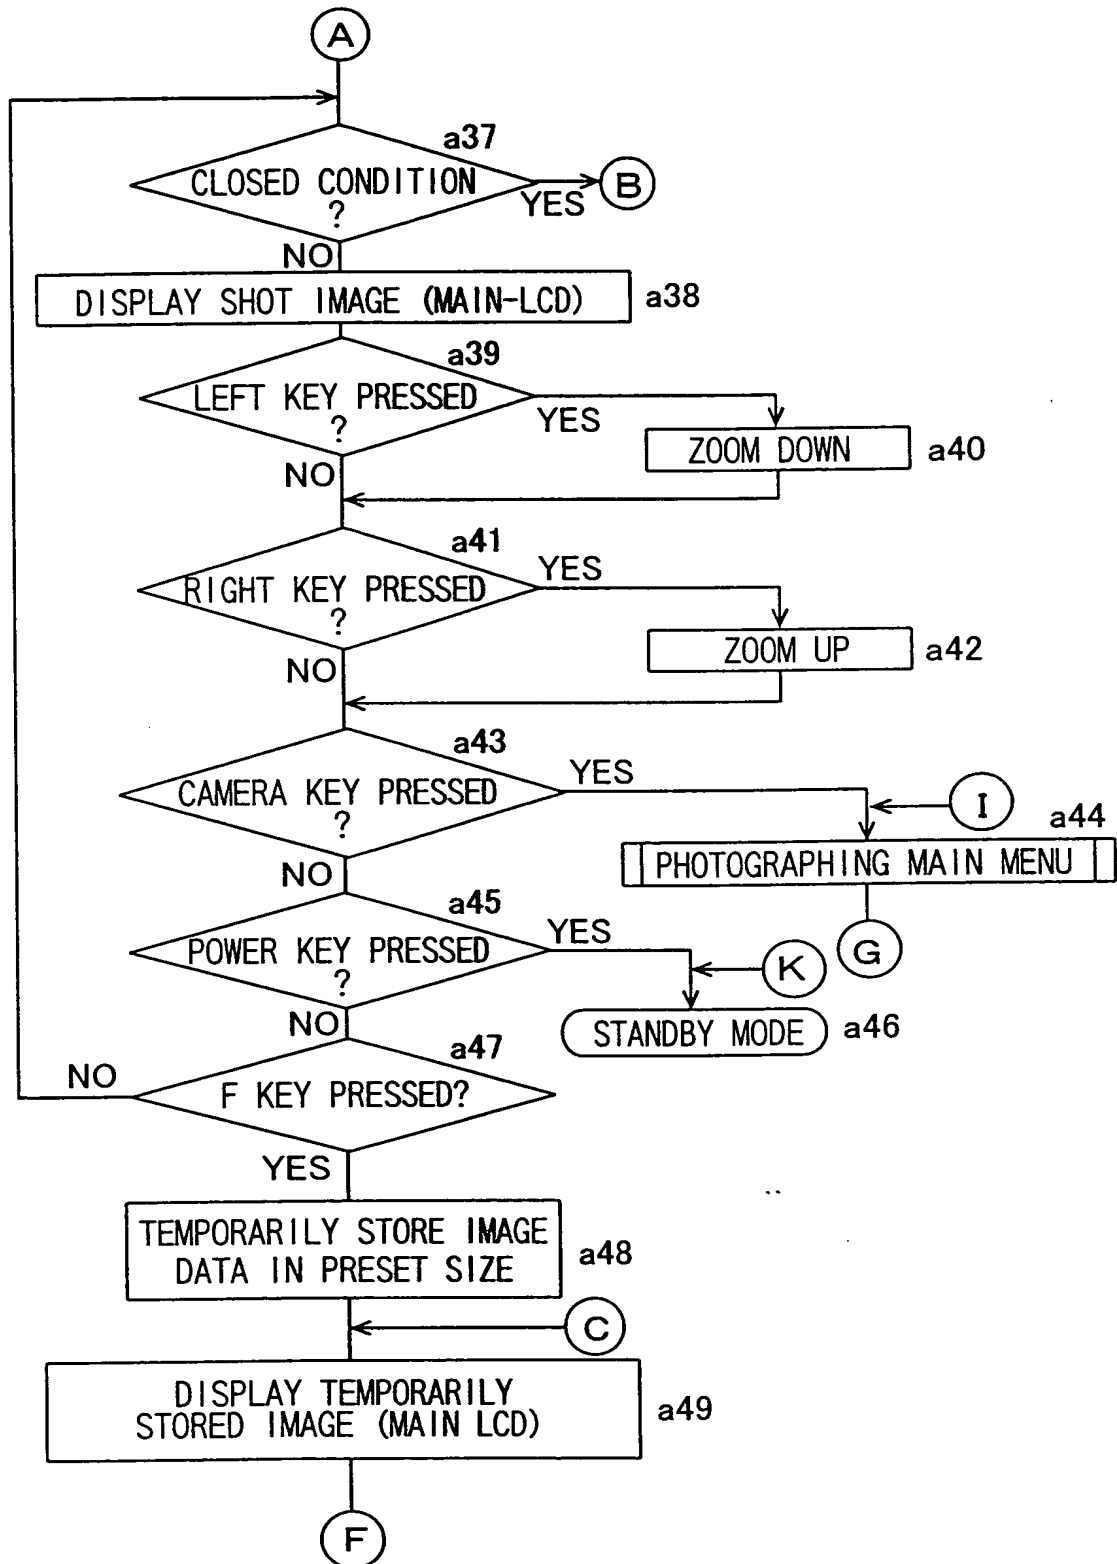 A
a37
CLOSED CONDITION
?
YES
B
NO
DISPLAY SHOT IMAGE (MAIN-LCD)
a38
a39
LEFT KEY PRESSED
?
YES
NO
ZOOM DOWN
a40
a41
RIGHT KEY PRESSED
?
YES
NO
ZOOM UP
a42
a43
CAMERA KEY PRESSED
?
YES
I
a44
PHOTOGRAPHING MAIN MENU
G
NO
a45
POWER KEY PRESSED
?
YES
K
STANDBY MODE
a46
NO
a47
F KEY PRESSED?
NO
YES
TEMPORARILY STORE IMAGE
DATA IN PRESET SIZE
a48
C
DISPLAY TEMPORARILY
STORED IMAGE (MAIN LCD)
a49
F